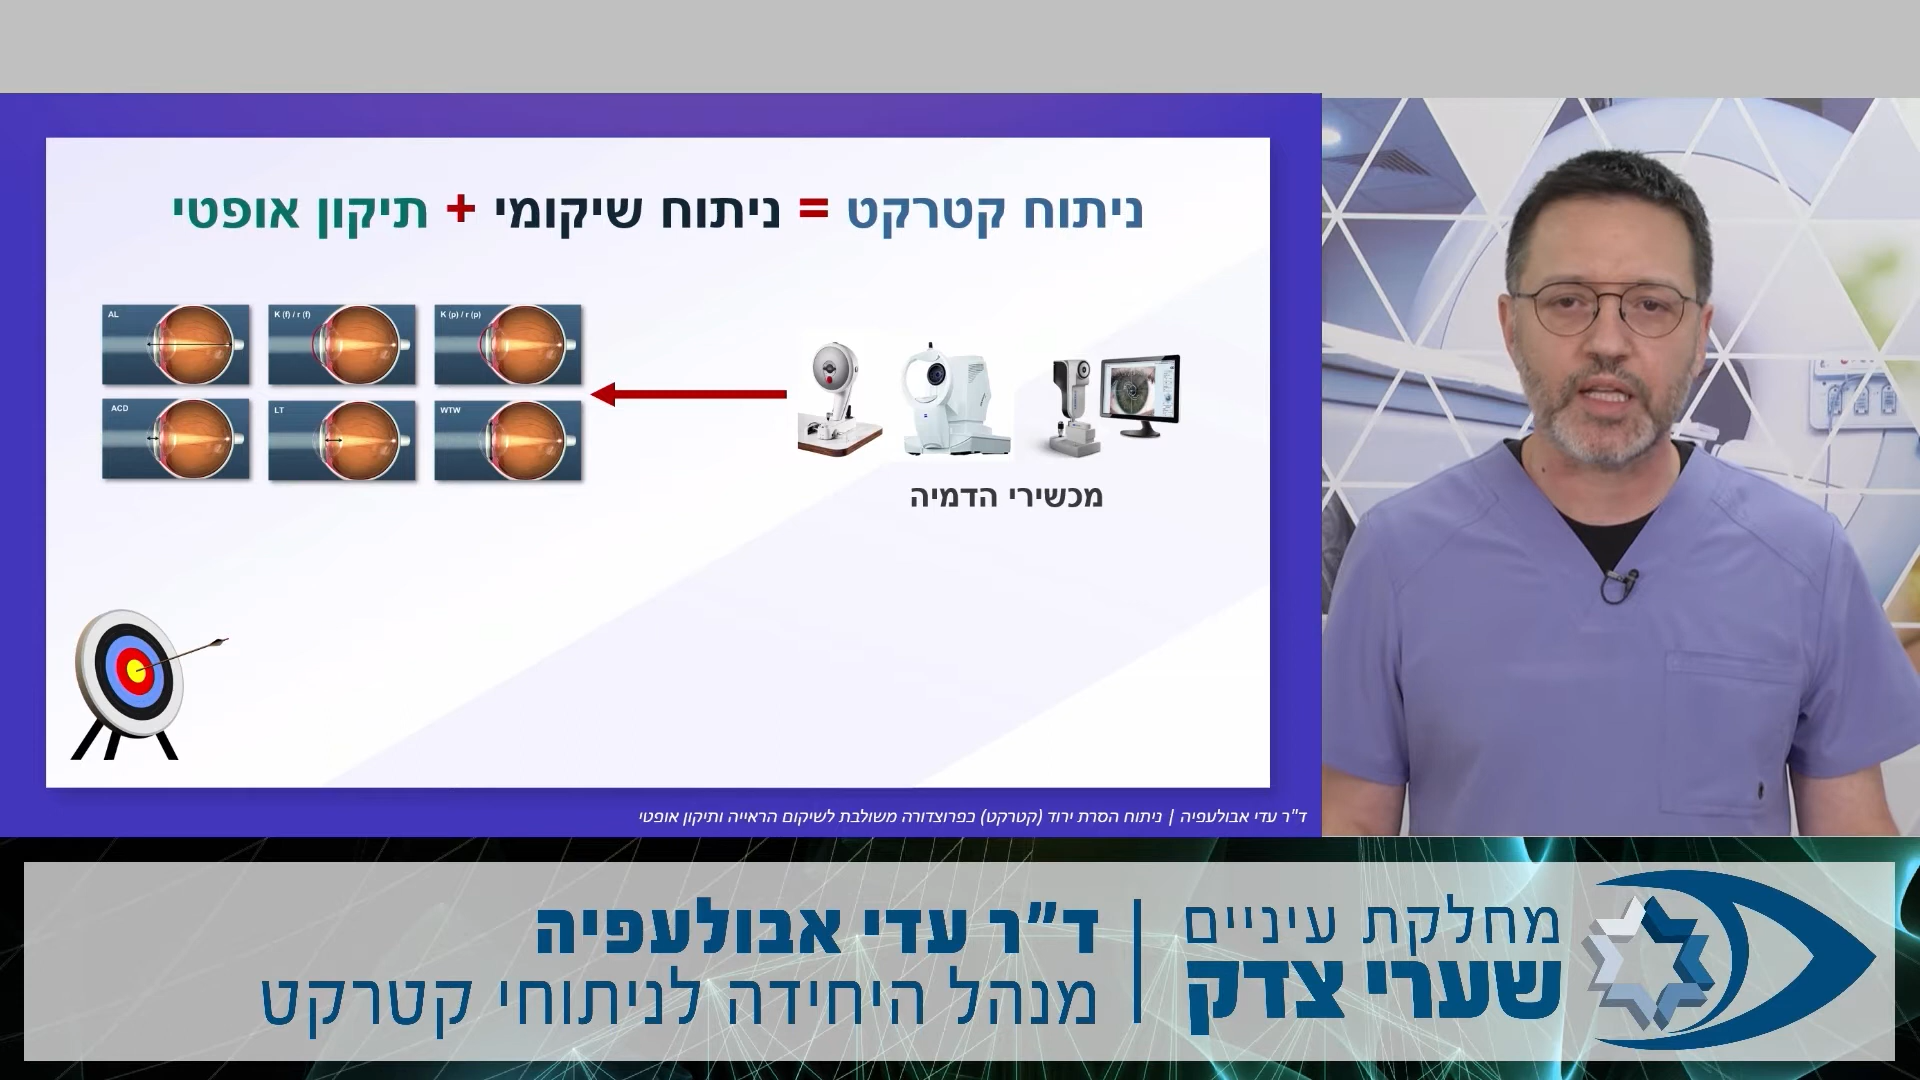 ניתוח קטרקט = ניתוח שיקומי + תיקון אופטי
AL
K (f) / r (f)
K (p) / r (p)
ACD
LT
WTW
מכשירי הדמיה
ד"ר עדי אבולעפיה | ניתוח הסרת ירוד (קטרקט) כפרוצדורה משולבת לשיקום הראייה ותיקון אופטי
מחלקת עיניים
שערי צדק
ד"ר עדי אבולעפיה
מנהל היחידה לניתוחי קטרקט